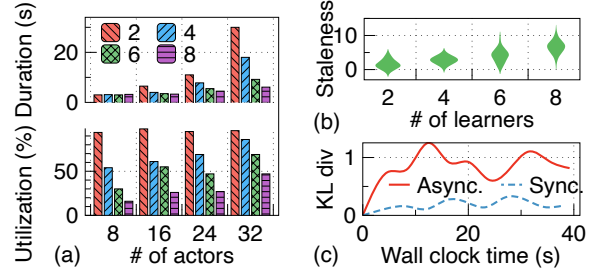 Duration (s)
20
0
2 4
6 8
Utilization (%)
50
0
8 16 24 32
(a) # of actors
Staleness
10
0
2 4 6 8
(b) # of learners
KL div
1
0
Async. Sync.
0 20 40
(c) Wall clock time (s)